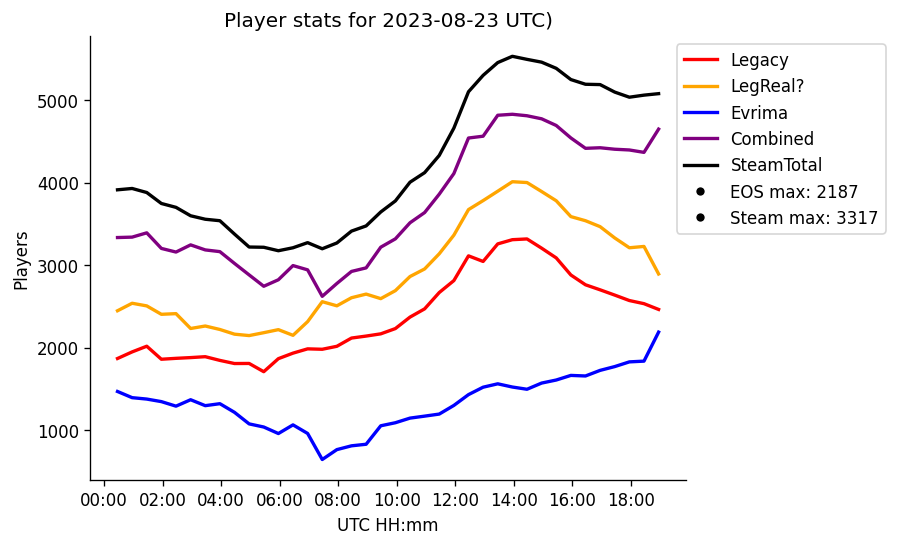 Player stats for 2023-08-23 UTC)
Legacy
LegReal?
Evrima
Combined
SteamTotal
EOS max: 2187
Steam max: 3317
Players
5000
4000
3000
2000
1000
00:00 02:00 04:00 06:00 08:00 10:00 12:00 14:00 16:00 18:00
UTC HH:mm